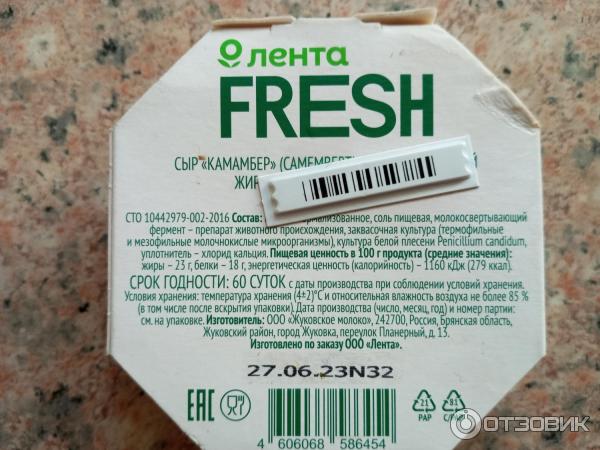 лента
FRESH
СЫР «КАМАМБЕР» (CAMEMBERT
ЖИР
СТО 10442979-002-2016 Состав: соль пищевая, молокосвертывающий
фермент – препарат животного происхождения, заквасочная культура (термофильные
и мезофильные молочнокислые микроорганизмы), культура белой плесени Penicillium candidum,
уплотнитель – хлорид кальция. Пищевая ценность в 100 г продукта (средние значения):
жиры – 23 г, белки – 18 г, энергетическая ценность (калорийность) – 1160 кДж (279 ккал).
СРОК ГОДНОСТИ: 60 СУТОК с даты производства при соблюдении условий хранения.
Условия хранения: температура хранения (4±2)°С и относительная влажность воздуха не более 85 %
(в том числе после вскрытия упаковки). Дата производства (число, месяц, год) и номер партии:
см. на упаковке. Изготовитель: ООО «Жуковское молоко», 242700, Россия, Брянская область,
Жуковский район, город Жуковка, переулок Планерный, д. 13.
Изготовлено по заказу ООО «Лента».
27.06.23N32
EAC
21
PAP
81
C/PAP
4 606068 586454
ОТЗОВИК